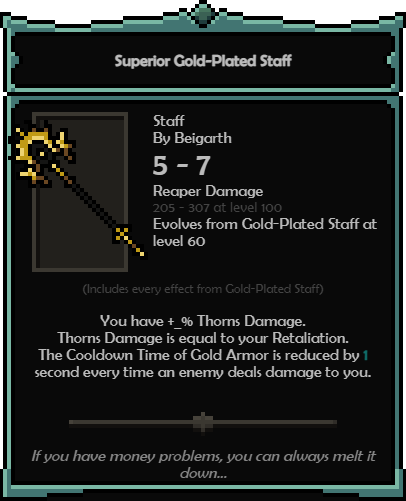 Superior Gold-Plated Staff
Staff
By Beigarth
5 - 7
Reaper Damage
205 - 307 at level 100
Evolves from Gold-Plated Staff at
level 60
(Includes every effect from Gold-Plated Staff)
You have +_% Thorns Damage.
Thorns Damage is equal to your Retaliation.
The Cooldown Time of Gold Armor is reduced by 1
second every time an enemy deals damage to you.
If you have money problems, you can always melt it
down...